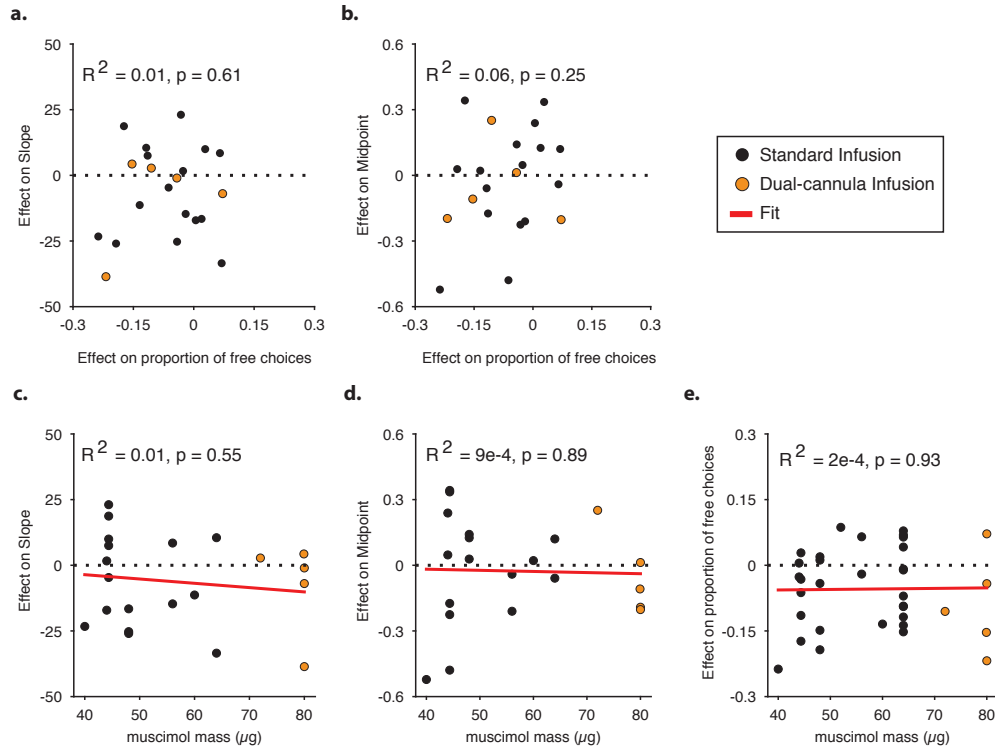 a.
R² = 0.01, p = 0.61
Effect on Slope
50
25
0
-25
-50
-0.3 -0.15 0 0.15 0.3
Effect on proportion of free choices
b.
R² = 0.06, p = 0.25
Effect on Midpoint
0.6
0.3
0
-0.3
-0.6
-0.3 -0.15 0 0.15 0.3
Effect on proportion of free choices
Standard Infusion
Dual-cannula Infusion
Fit
c.
R² = 0.01, p = 0.55
Effect on Slope
50
25
0
-25
-50
40 50 60 70 80
muscimol mass (µg)
d.
R² = 9e-4, p = 0.89
Effect on Midpoint
0.6
0.3
0
-0.3
-0.6
40 50 60 70 80
muscimol mass (µg)
e.
R² = 2e-4, p = 0.93
Effect on proportion of free choices
0.3
0.15
0
-0.15
-0.3
40 50 60 70 80
muscimol mass (µg)